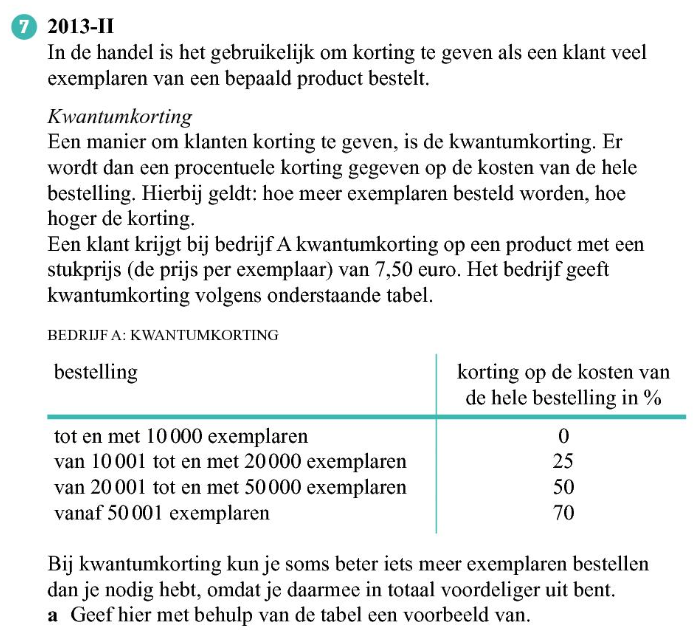 7 2013-II
In de handel is het gebruikelijk om korting te geven als een klant veel
exemplaren van een bepaald product bestelt.
Kwantumkorting
Een manier om klanten korting te geven, is de kwantumkorting. Er
wordt dan een procentuele korting gegeven op de kosten van de hele
bestelling. Hierbij geldt: hoe meer exemplaren besteld worden, hoe
hoger de korting.
Een klant krijgt bij bedrijf A kwantumkorting op een product met een
stukprijs (de prijs per exemplaar) van 7,50 euro. Het bedrijf geeft
kwantumkorting volgens onderstaande tabel.
BEDRIJF A: KWANTUMKORTING
bestelling korting op de kosten van
de hele bestelling in %
tot en met 10 000 exemplaren 0
van 10 001 tot en met 20 000 exemplaren 25
van 20 001 tot en met 50 000 exemplaren 50
vanaf 50 001 exemplaren 70
Bij kwantumkorting kun je soms beter iets meer exemplaren bestellen
dan je nodig hebt, omdat je daarmee in totaal voordeliger uit bent.
a Geef hier met behulp van de tabel een voorbeeld van.